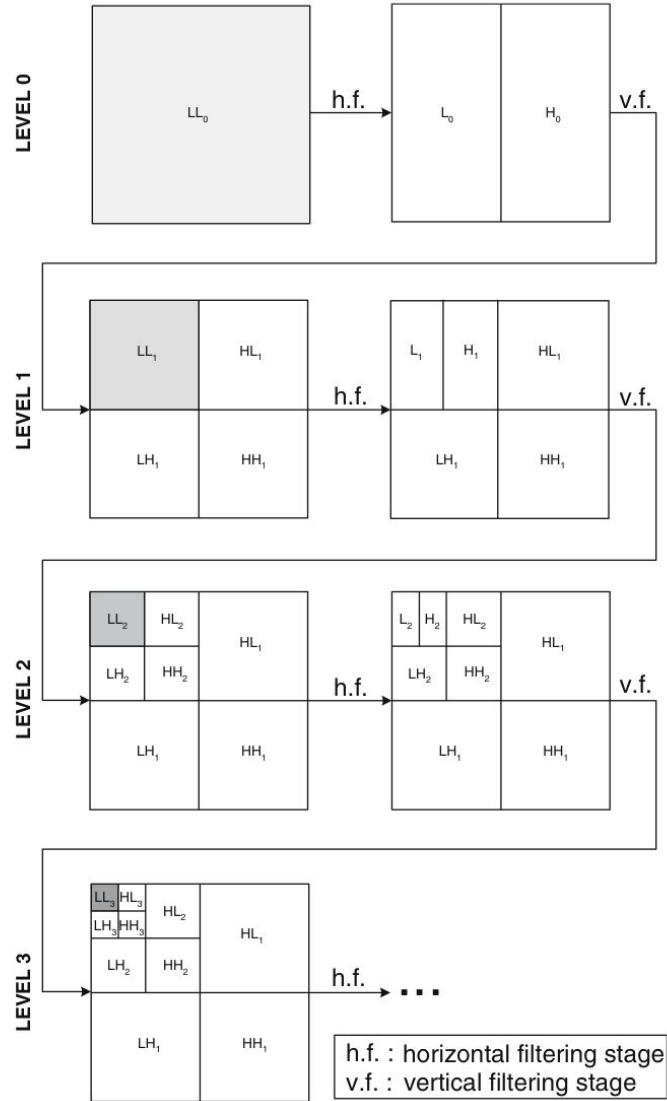 LEVEL 0
LL₀
h.f.
L₀ H₀
v.f.
LEVEL 1
LL₁ HL₁
LH₁ HH₁
h.f.
L₁ H₁ HL₁
LH₁ HH₁
v.f.
LEVEL 2
LL₂ HL₂ HL₁
LH₂ HH₂
LH₁ HH₁
h.f.
L₂ H₂ HL₂ HL₁
LH₂ HH₂
LH₁ HH₁
v.f.
LEVEL 3
LL₃ HL₃ HL₂ HL₁
LH₃ HH₃
LH₂ HH₂
LH₁ HH₁
h.f.
...
h.f. : horizontal filtering stage
v.f. : vertical filtering stage